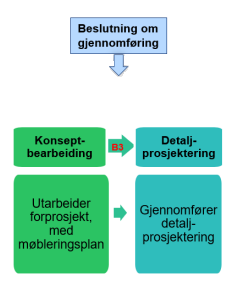 Beslutning om
gjennomføring
Konsept-
bearbeiding
B3
Detalj-
prosjektering
Utarbeider
forprosjekt,
med
møbleringsplan
Gjennomfører
detalj-
prosjektering